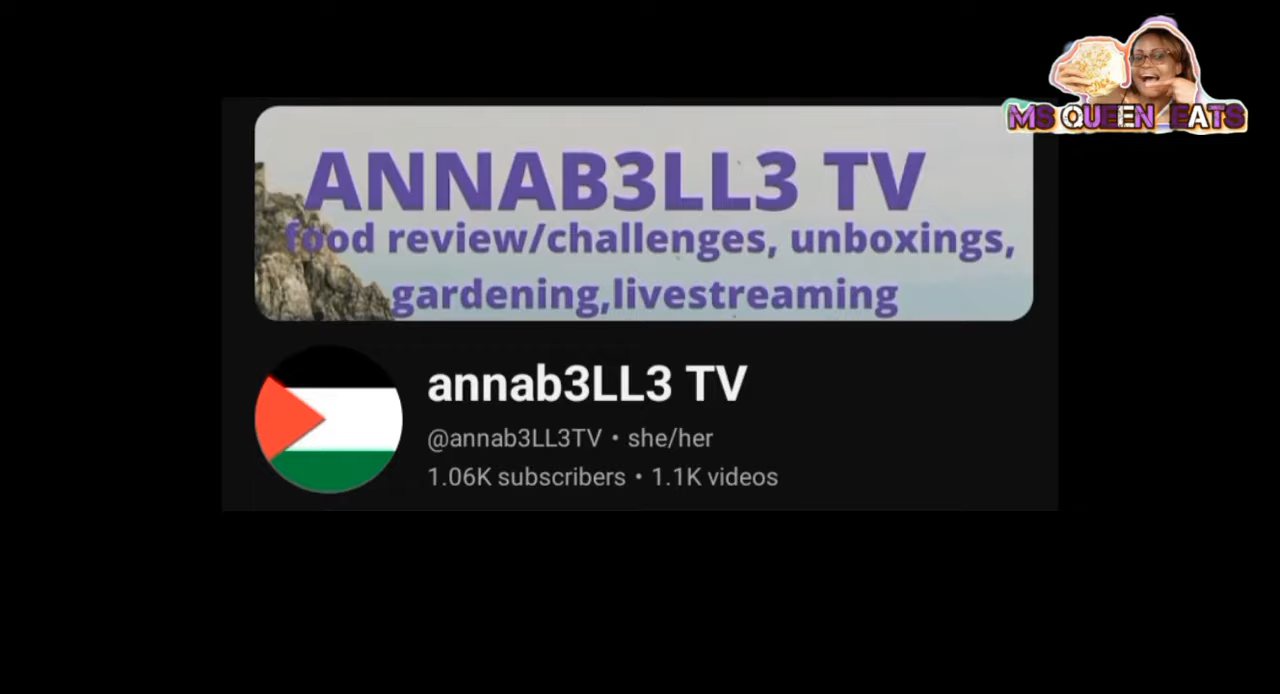 MS QUEEN EATS
ANNAB3LL3 TV
food review/challenges, unboxings,
gardening,livestreaming
annab3LL3 TV
@annab3LL3TV • she/her
1.06K subscribers • 1.1K videos